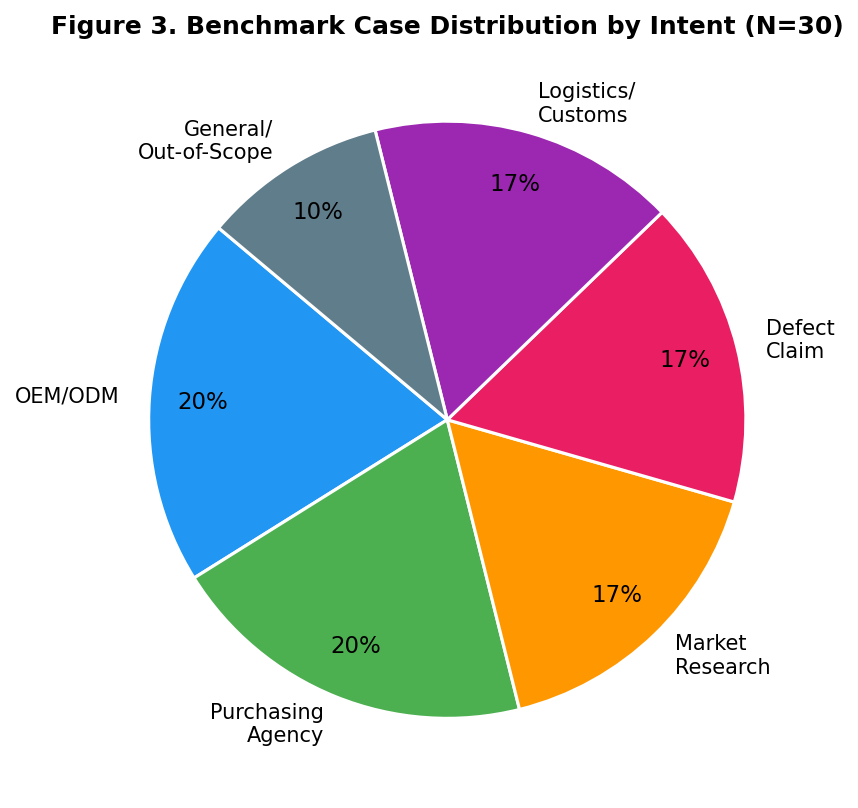 Figure 3. Benchmark Case Distribution by Intent (N=30)
Logistics/
Customs
General/
Out-of-Scope
17%
10%
Defect
Claim
17%
OEM/ODM
20%
17%
Market
Research
20%
Purchasing
Agency